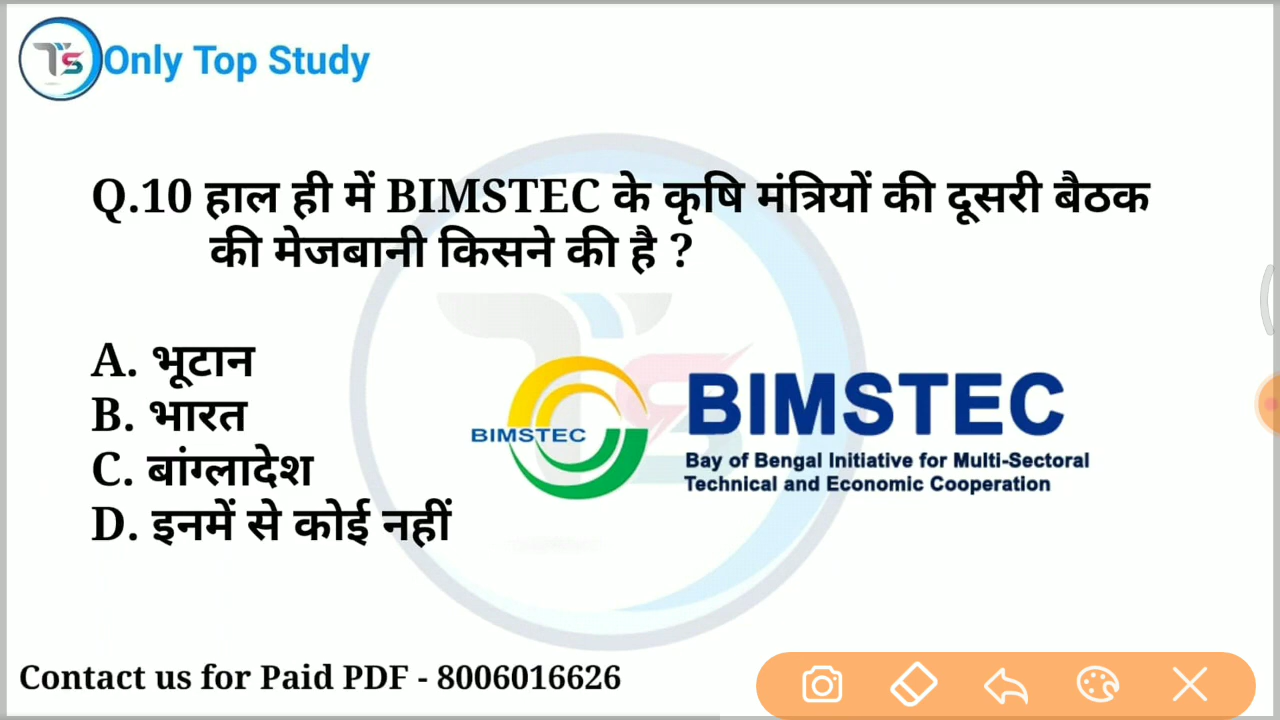 Only Top Study
Q.10 हाल ही में BIMSTEC के कृषि मंत्रियों की दूसरी बैठक
की मेजबानी किसने की है ?
A. भूटान
B. भारत
C. बांग्लादेश
D. इनमें से कोई नहीं
BIMSTEC
BIMSTEC
Bay of Bengal Initiative for Multi-Sectoral
Technical and Economic Cooperation
Contact us for Paid PDF - 8006016626